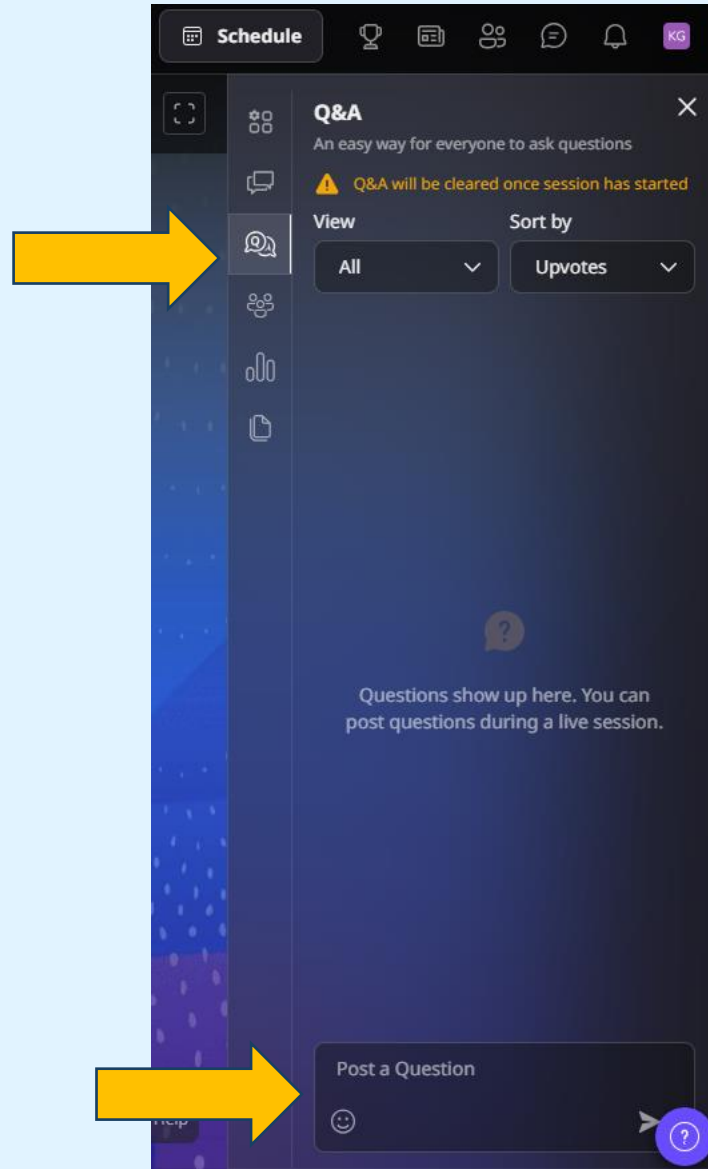 Schedule
KG
Q&A
An easy way for everyone to ask questions
Q&A will be cleared once session has started
View Sort by
All Upvotes
Questions show up here. You can
post questions during a live session.
Post a Question